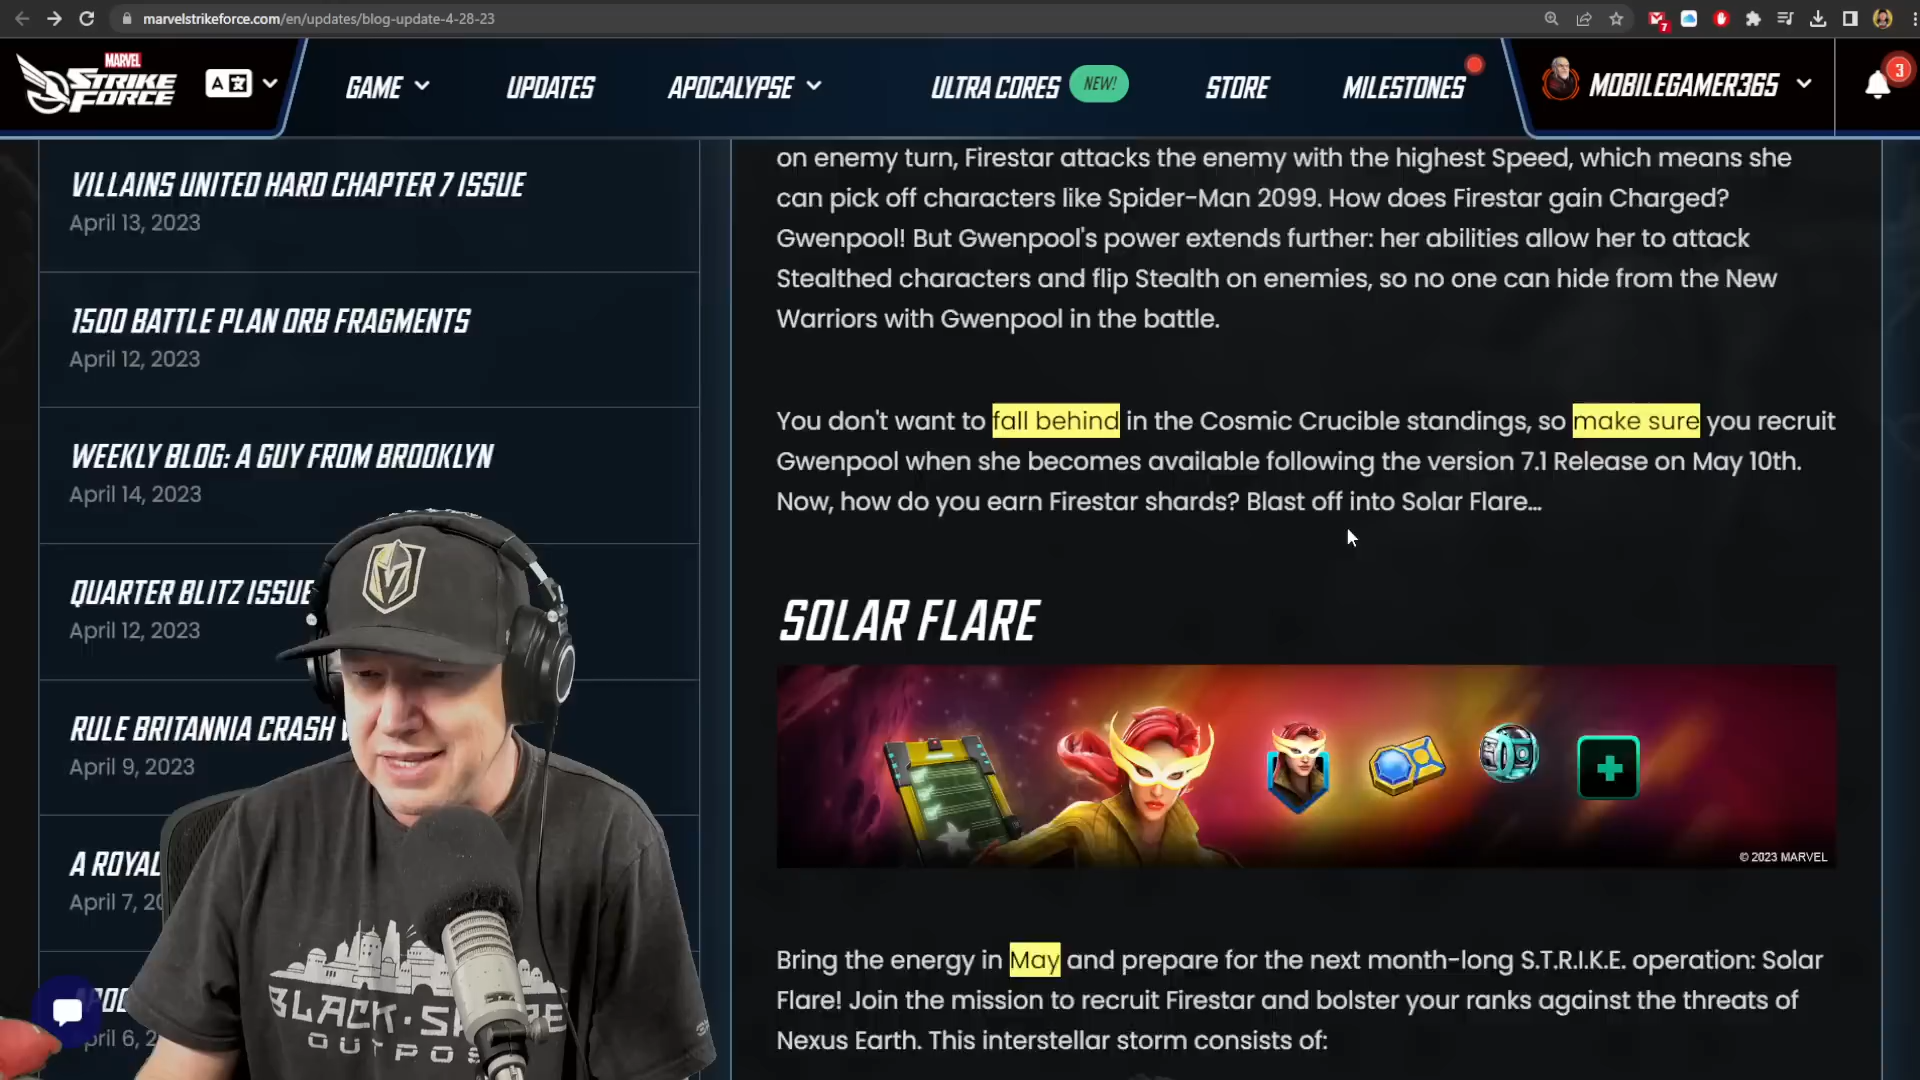 marvelstrikeforce.com/en/updates/blog-update-4-28-23
7
MARVEL
STRIKE
FORCE
GAME
UPDATES
APOCALYPSE
ULTRA CORES
NEW!
STORE
MILESTONES
MOBILEGAMER365
3
VILLAINS UNITED HARD CHAPTER 7 ISSUE
April 13, 2023
1500 BATTLE PLAN ORB FRAGMENTS
April 12, 2023
WEEKLY BLOG: A GUY FROM BROOKLYN
April 14, 2023
QUARTER BLITZ ISSUE
April 12, 2023
RULE BRITANNIA CRASH
April 9, 2023
A ROYAL
April 7,
April 6,
on enemy turn, Firestar attacks the enemy with the highest Speed, which means she
can pick off characters like Spider-Man 2099. How does Firestar gain Charged?
Gwenpool! But Gwenpool's power extends further: her abilities allow her to attack
Stealthed characters and flip Stealth on enemies, so no one can hide from the New
Warriors with Gwenpool in the battle.
You don't want to fall behind in the Cosmic Crucible standings, so make sure you recruit
Gwenpool when she becomes available following the version 7.1 Release on May 10th.
Now, how do you earn Firestar shards? Blast off into Solar Flare...
SOLAR FLARE
© 2023 MARVEL
Bring the energy in May and prepare for the next month-long S.T.R.I.K.E. operation: Solar
Flare! Join the mission to recruit Firestar and bolster your ranks against the threats of
Nexus Earth. This interstellar storm consists of:
BLACK·SPIRE
OUTPOST